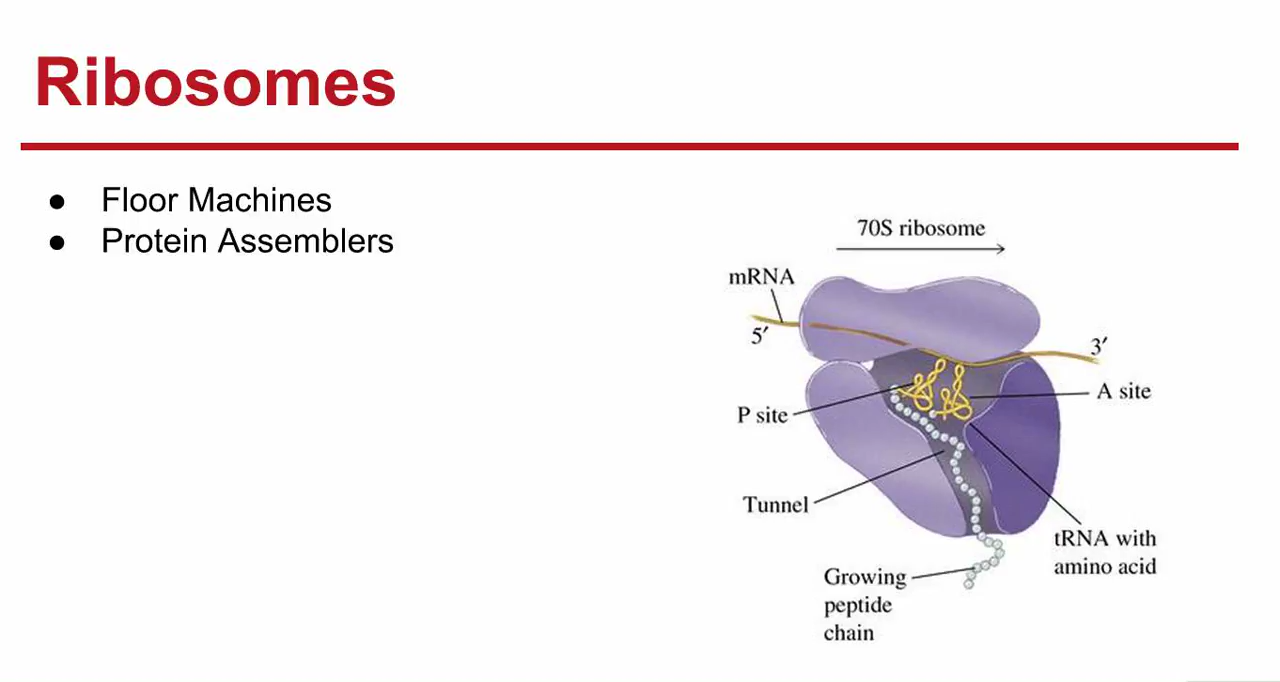 Ribosomes
● Floor Machines
● Protein Assemblers
70S ribosome
mRNA
5′
3′
A site
P site
Tunnel
tRNA with
amino acid
Growing
peptide
chain